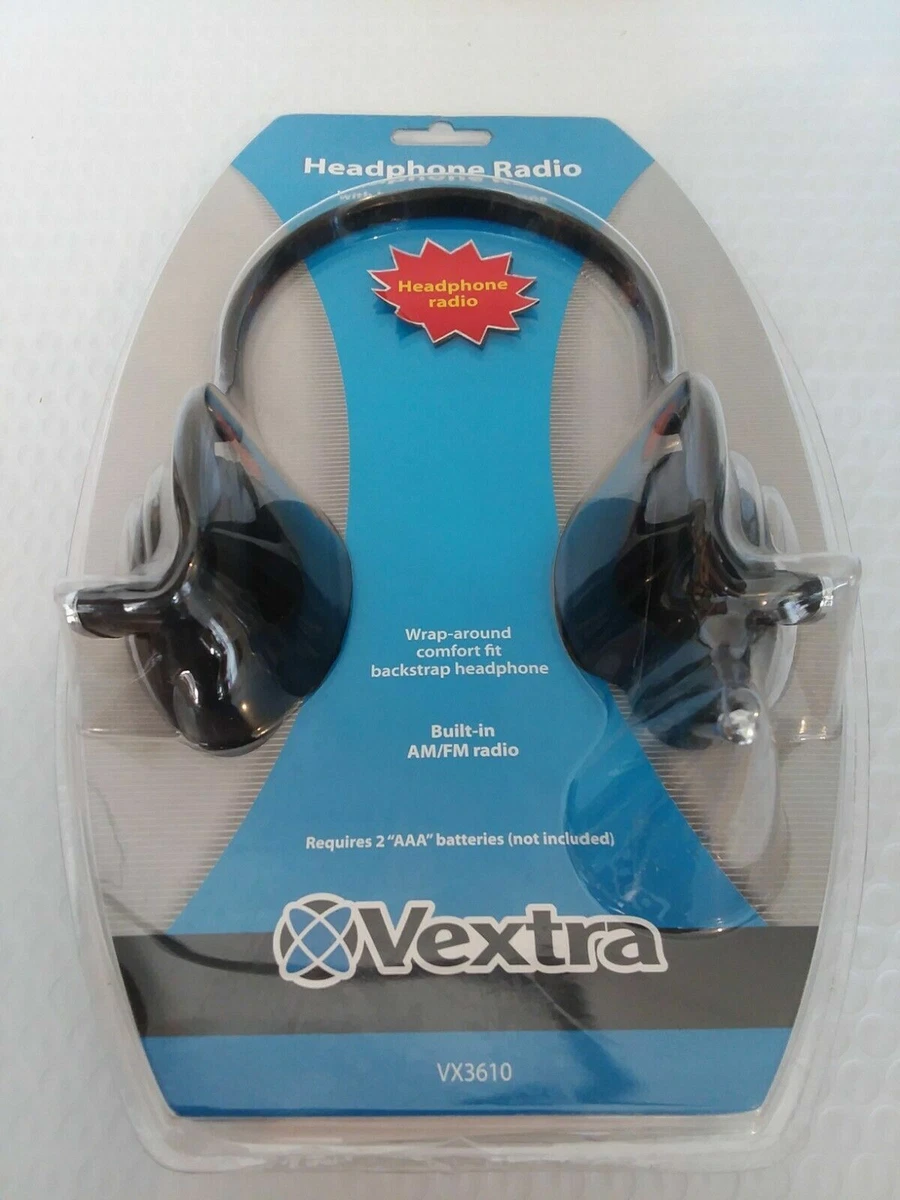 Headphone Radio
with
Headphone
radio
Wrap-around
comfort fit
backstrap headphone
Built-in
AM/FM radio
Requires 2 "AAA" batteries (not included)
Vextra
VX3610